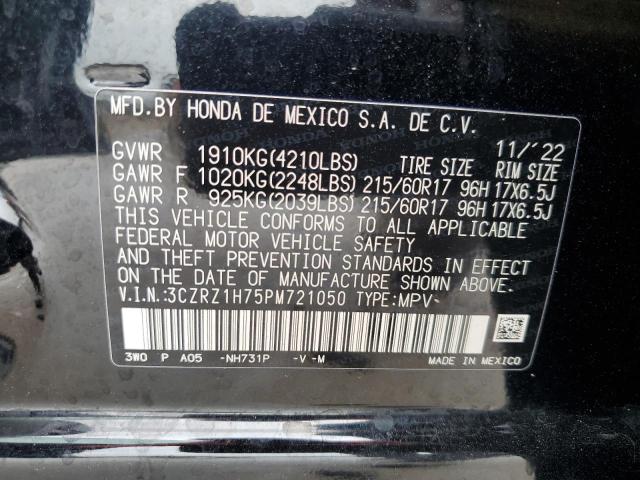 MFD.BY HONDA DE MEXICO S.A. DE C.V.
11/'22
GVWR 1910KG(4210LBS) TIRE SIZE RIM SIZE
GAWR F 1020KG(2248LBS) 215/60R17 96H 17X6.5J
GAWR R 925KG(2039LBS) 215/60R17 96H 17X6.5J
THIS VEHICLE CONFORMS TO ALL APPLICABLE
FEDERAL MOTOR VEHICLE SAFETY
AND THEFT PREVENTION STANDARDS IN EFFECT
ON THE DATE OF MANUFACTURE SHOWN ABOVE.
V.I.N.:3CZRZ1H75PM721050 TYPE:MPV
3W0 P A05 -NH731P -V -M MADE IN MEXICO